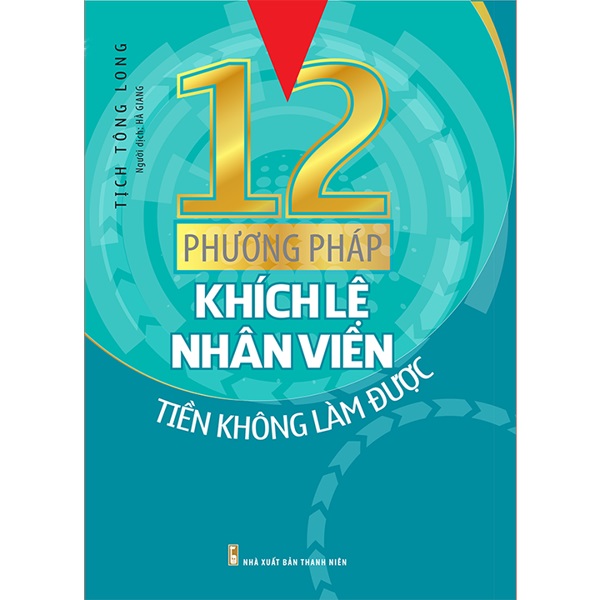 TỊCH TÔNG LONG
Người dịch: HÀ GIANG
12
PHƯƠNG PHÁP
KHÍCH LỆ
NHÂN VIÊN
TIỀN KHÔNG LÀM ĐƯỢC
NHÀ XUẤT BẢN THANH NIÊN